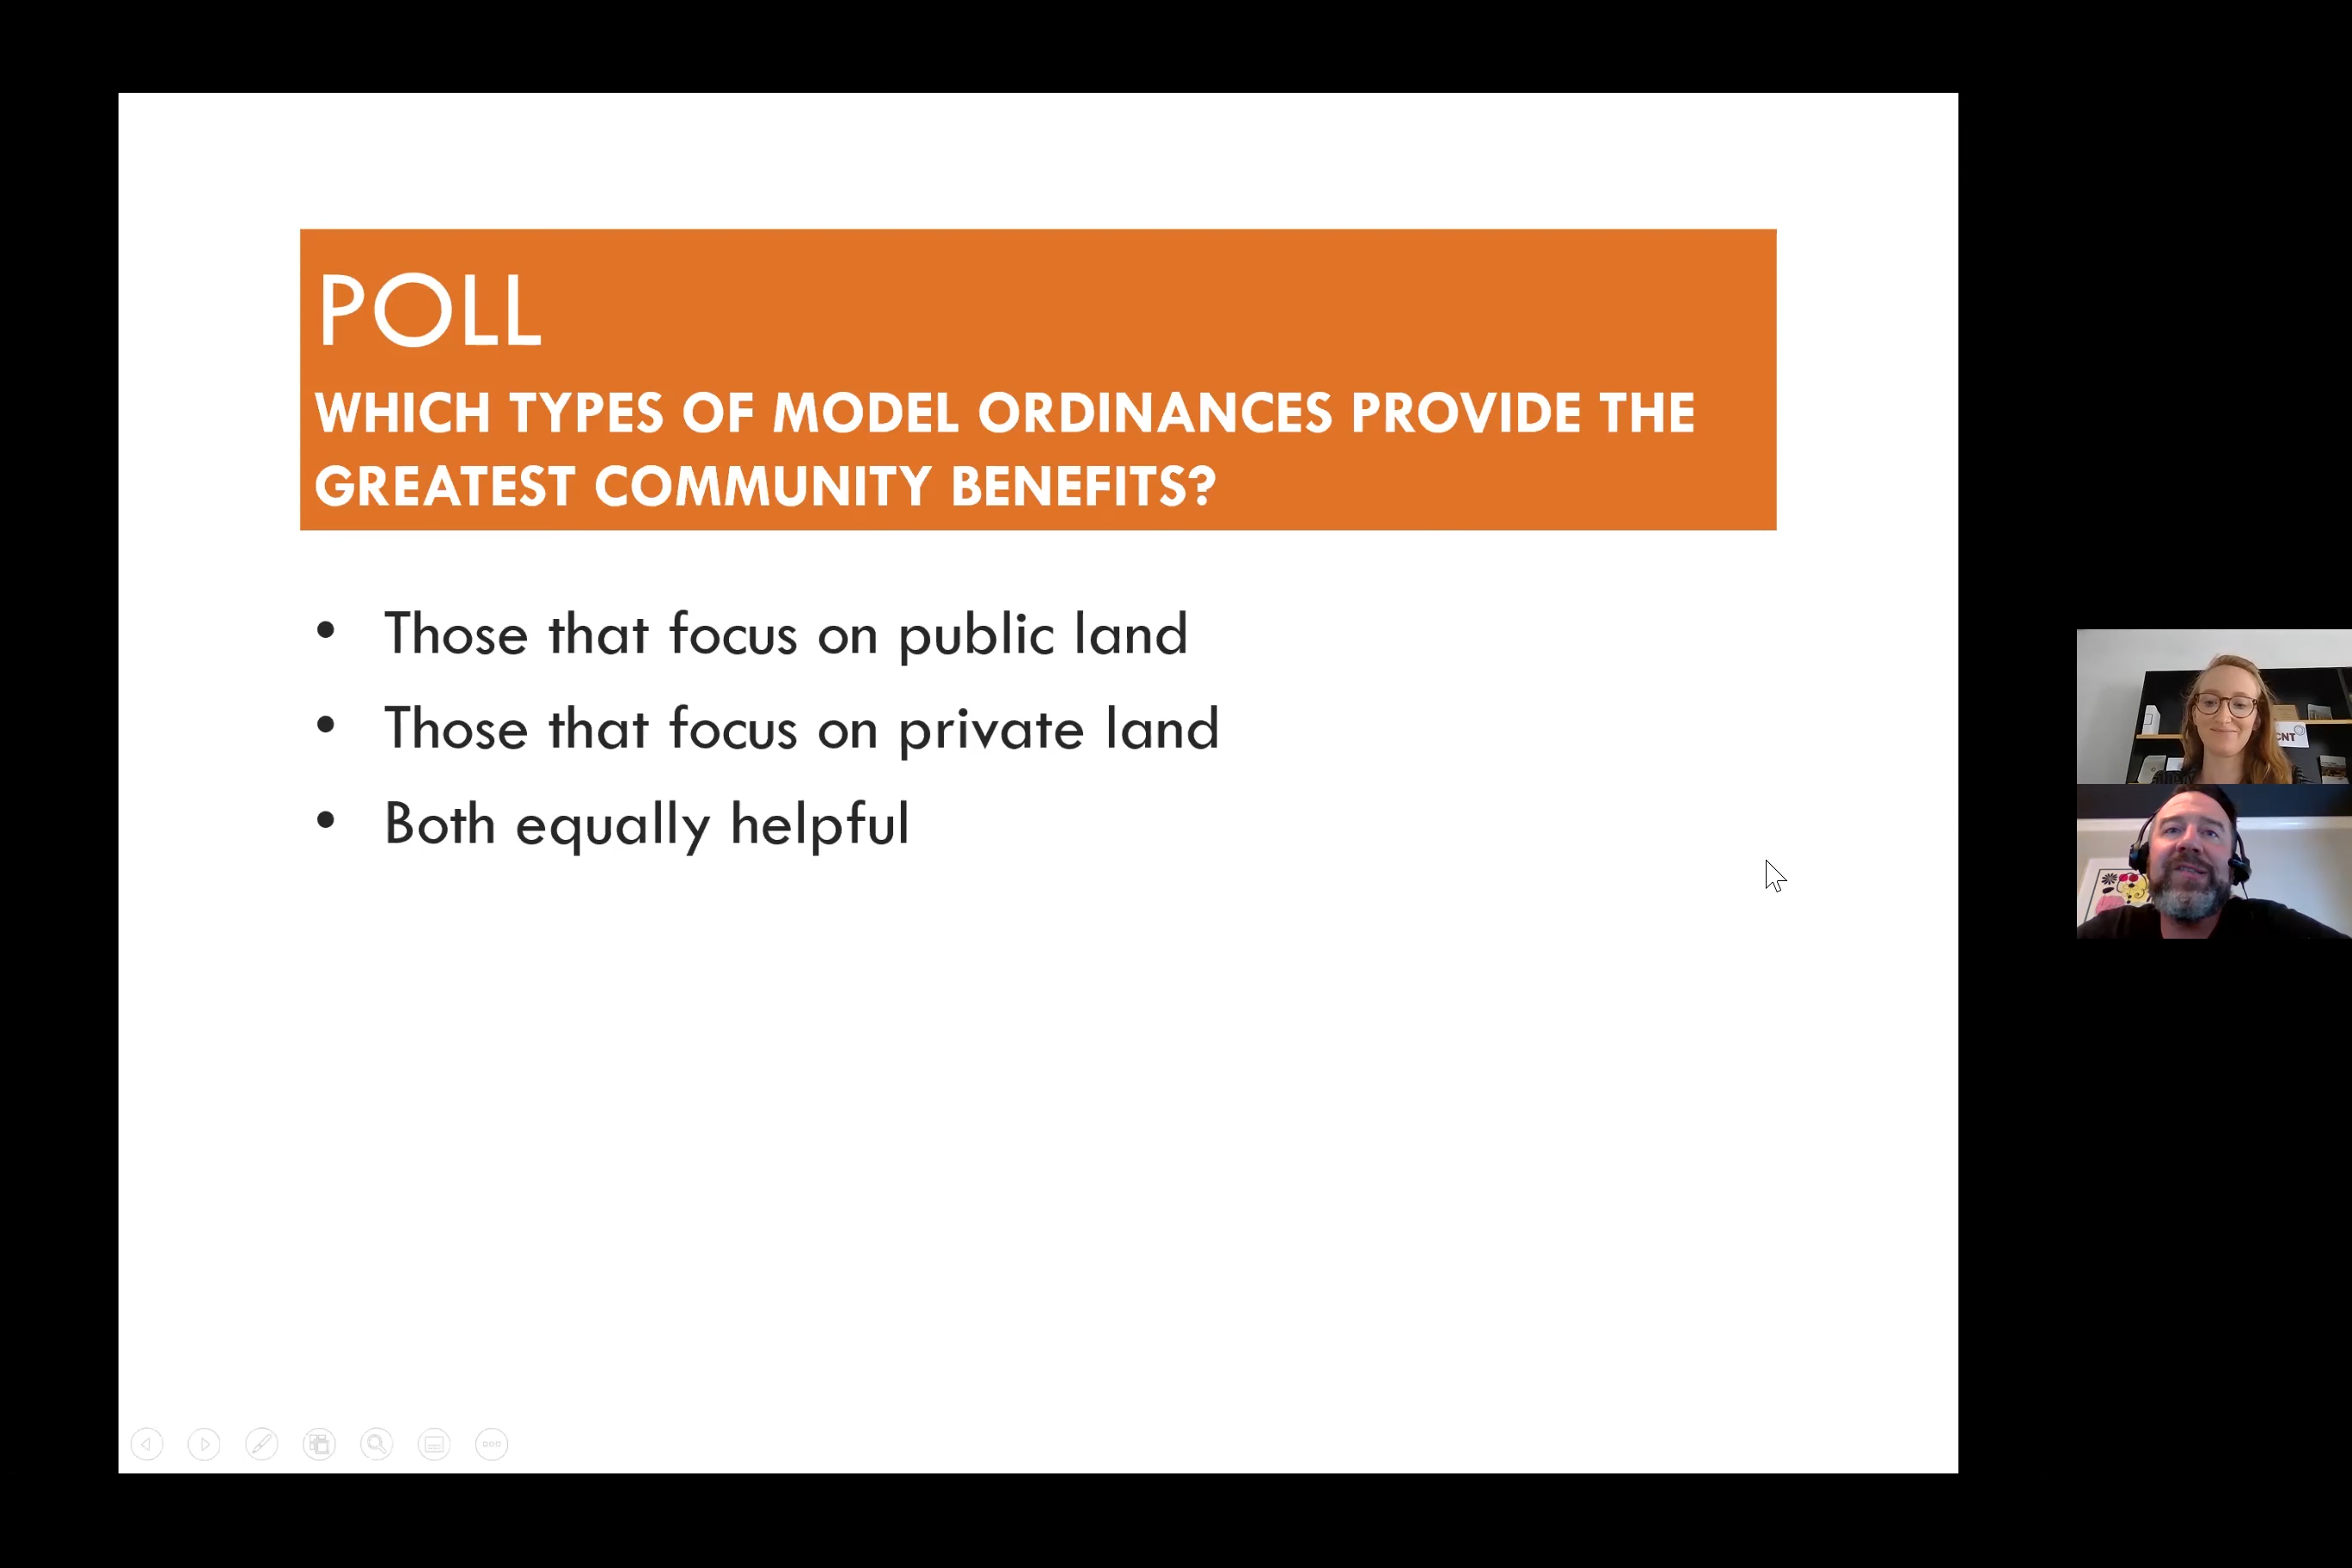 POLL
WHICH TYPES OF MODEL ORDINANCES PROVIDE THE
GREATEST COMMUNITY BENEFITS?
• Those that focus on public land
• Those that focus on private land
• Both equally helpful
CNT